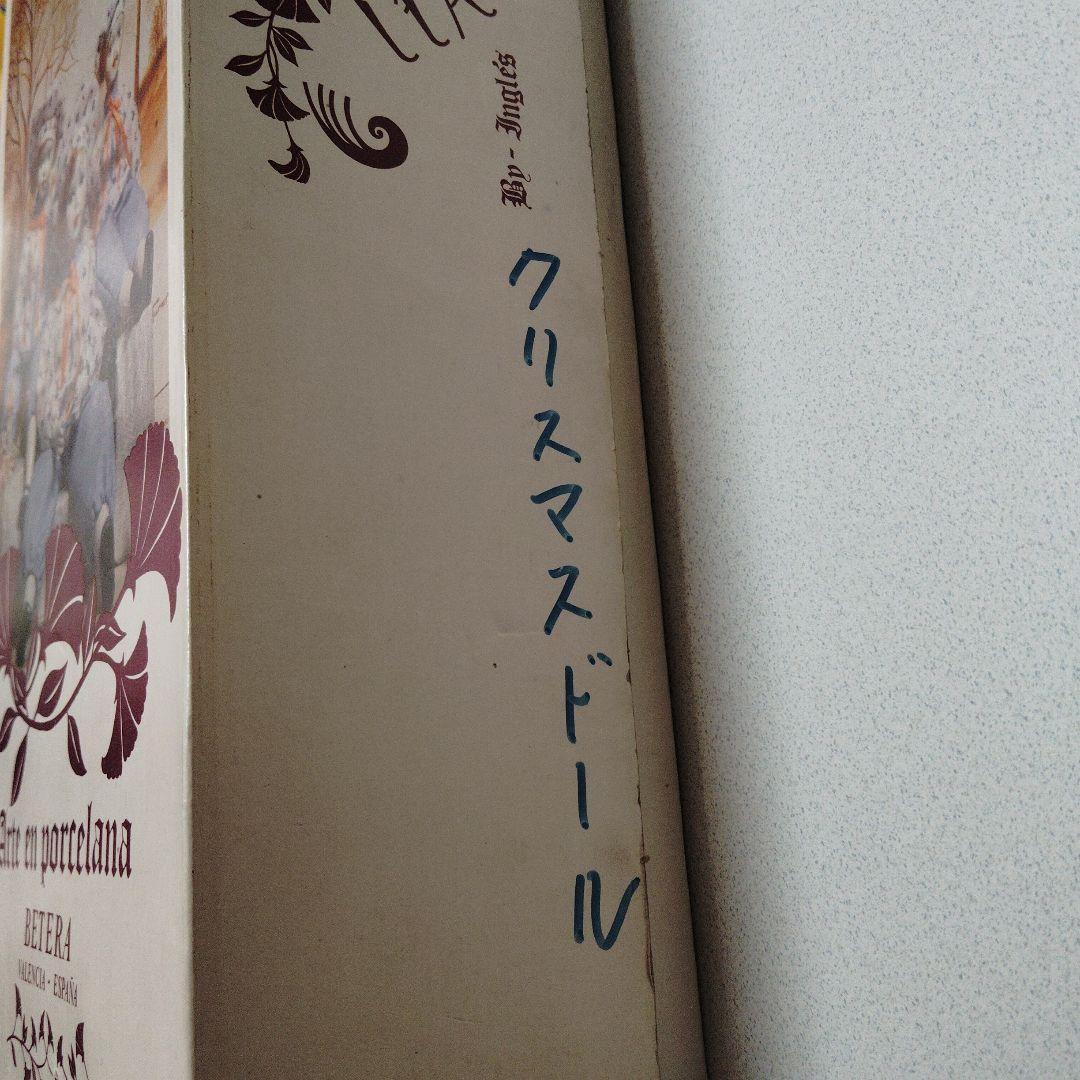 By - Inglés
クリスマスドール
Arte en porcelana
BETERA
VALENCIA - ESPAÑA